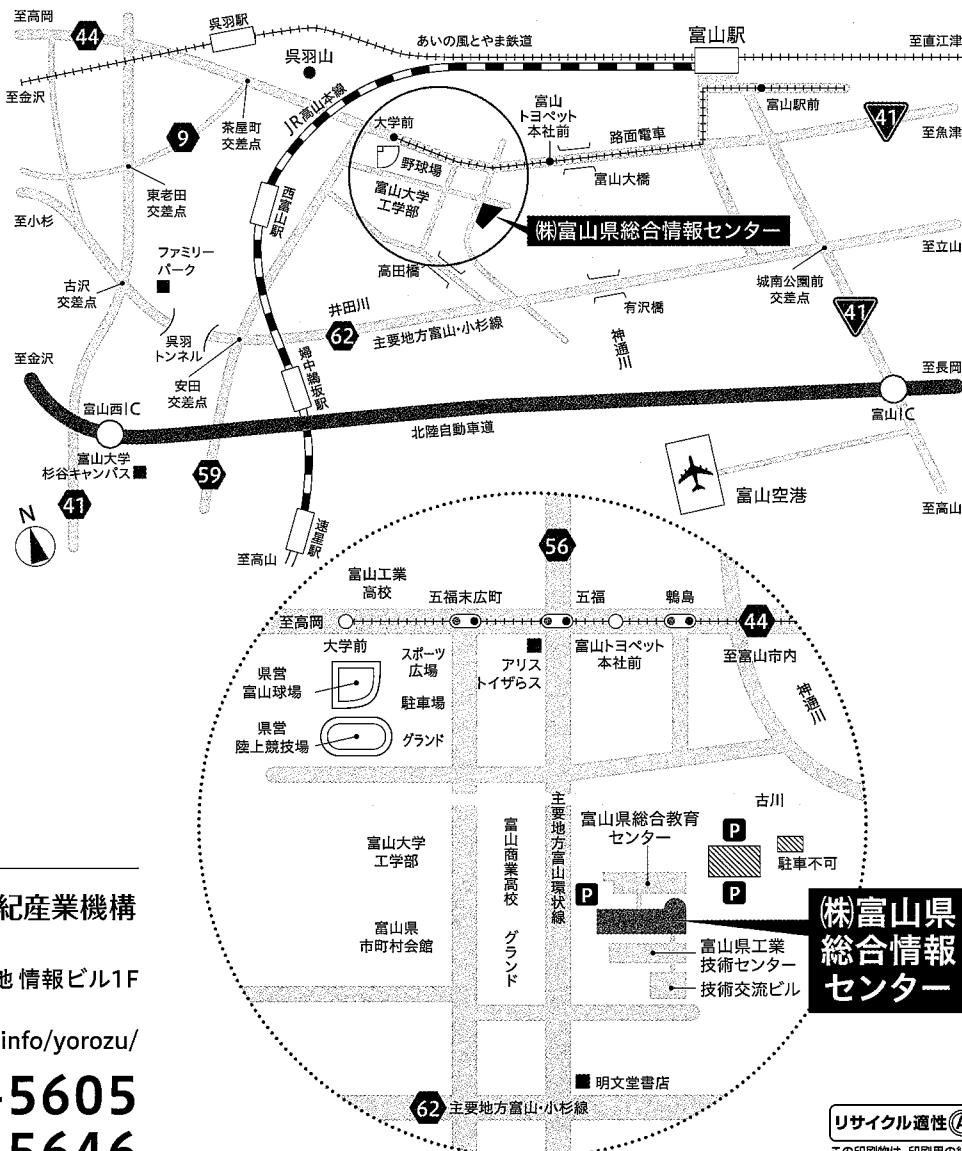 至高岡
44
呉羽駅
呉羽山
あいの風とやま鉄道
富山駅
至直江津
至金沢
9
茶屋町
交差点
JR高山本線
大学前
富山
トヨペット
本社前
路面電車
富山駅前
41
至魚津
東老田
交差点
西富山駅
野球場
富山大学
工学部
富山大橋
㈱富山県総合情報センター
至小杉
ファミリー
パーク
古沢
交差点
高田橋
井田川
62
主要地方富山・小杉線
有沢橋
神通川
城南公園前
交差点
至立山
41
呉羽
トンネル
安田
交差点
婦中鵜坂駅
至金沢
富山西IC
北陸自動車道
富山IC
至長岡
富山大学
杉谷キャンパス
41
59
N
速星駅
至高山
富山空港
至高山
56
富山工業
高校
五福末広町
五福
鵯島
44
至高岡
大学前
スポーツ
広場
アリス
トイザらス
富山トヨペット
本社前
至富山市内
県営
富山球場
駐車場
神通川
県営
陸上競技場
グランド
古川
富山大学
工学部
富山商業高校
グランド
主要地方富山環状線
富山県総合教育
センター
P
駐車不可
P
P
富山県
市町村会館
㈱富山県
総合情報
センター
富山県工業
技術センター
技術交流ビル
明文堂書店
62
主要地方富山・小杉線
紀産業機構
情報ビル1F
info/yorozu/
-5605
5646
リサイクル適性Ⓐ